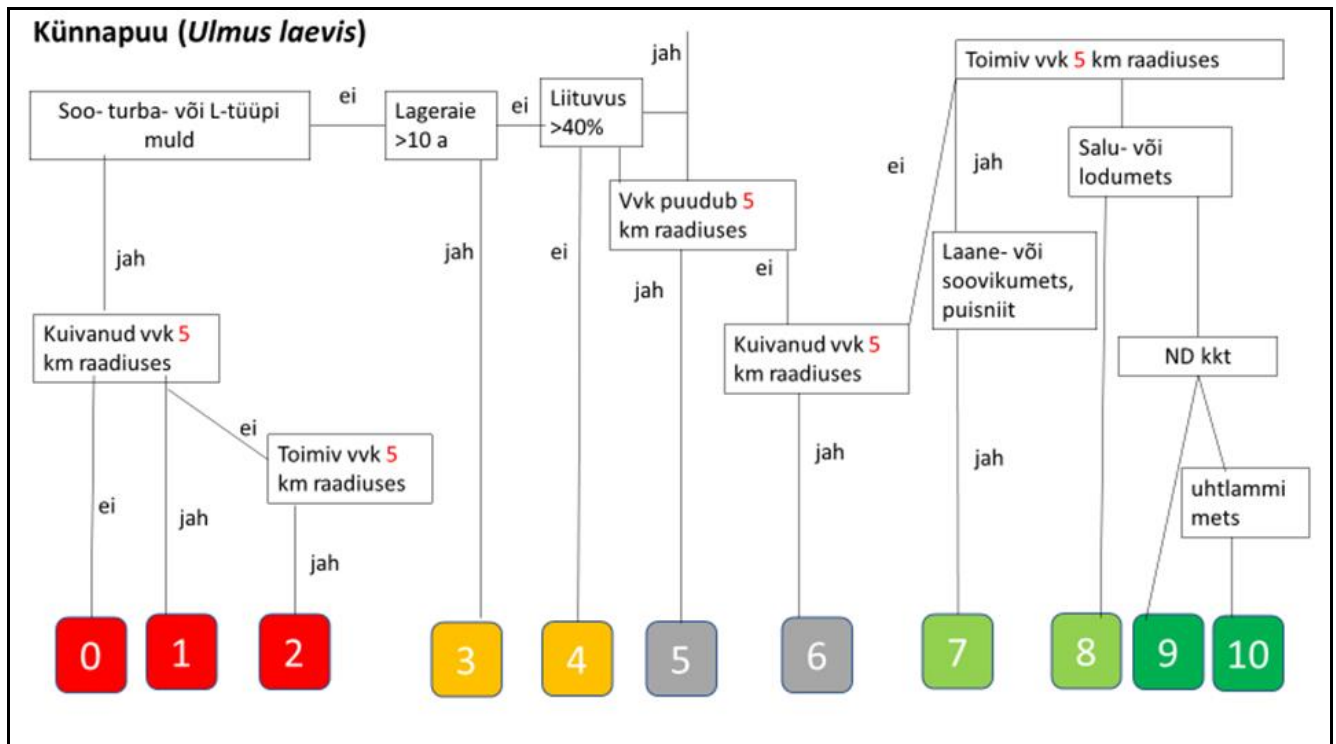 Künnapuu (Ulmus laevis)
jah
Toimiv vvk 5 km raadiuses
Soo- turba- või L-tüüpi
muld
ei
Lageraie
>10 a
ei
Liituvus
>40%
Salu- või
lodumets
ei
jah
Vvk puudub 5
km raadiuses
jah
jah
ei
Laane- või
soovikumets,
puisniit
jah
ei
Kuivanud vvk 5
km raadiuses
Kuivanud vvk 5
km raadiuses
ND kkt
ei
Toimiv vvk 5
km raadiuses
jah
jah
uhtlammi
mets
ei
jah
jah
0
1
2
3
4
5
6
7
8
9
10